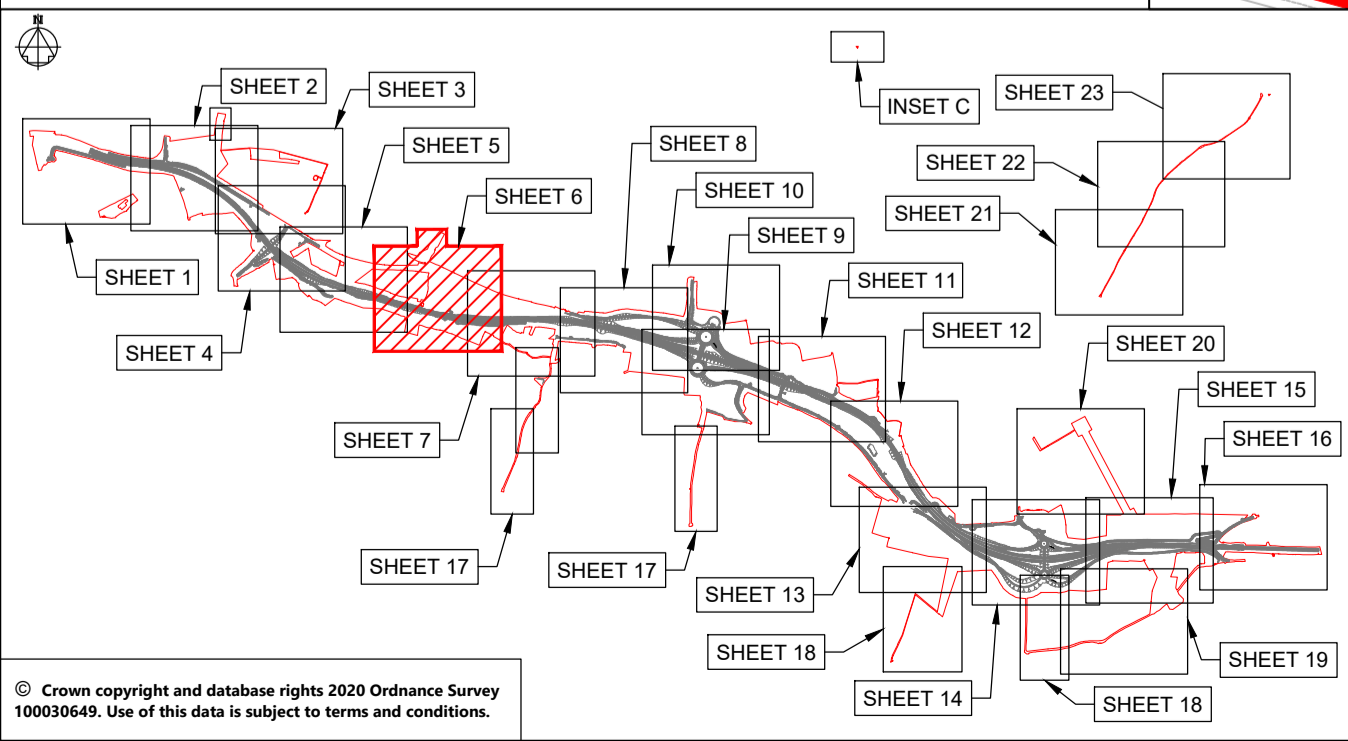 N
SHEET 2
SHEET 3
SHEET 5
SHEET 8
SHEET 6
SHEET 10
SHEET 9
INSET C
SHEET 23
SHEET 22
SHEET 21
SHEET 1
SHEET 11
SHEET 12
SHEET 4
SHEET 20
SHEET 15
SHEET 16
SHEET 7
SHEET 17
SHEET 17
SHEET 13
SHEET 18
SHEET 14
SHEET 18
SHEET 19
© Crown copyright and database rights 2020 Ordnance Survey
100030649. Use of this data is subject to terms and conditions.